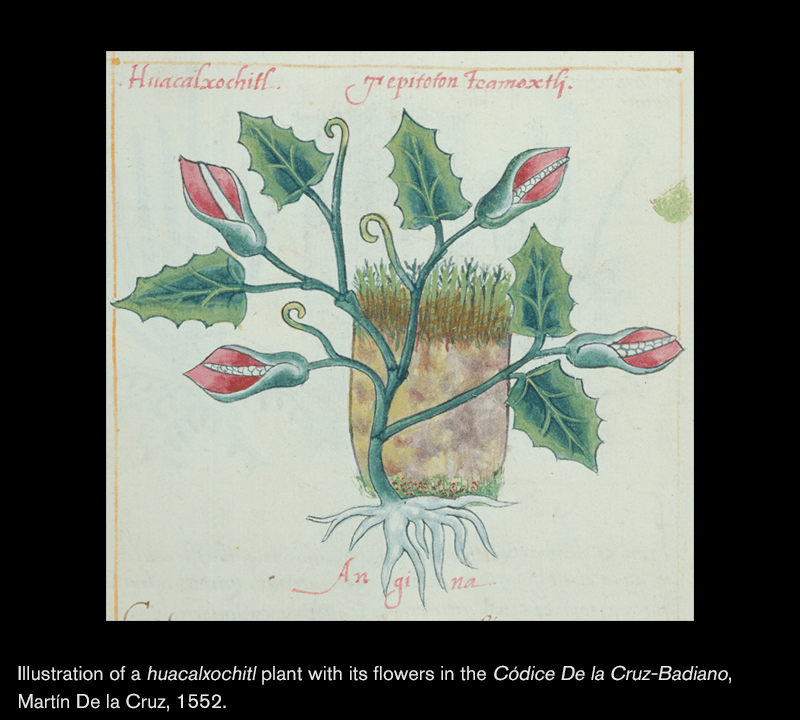 Huacalxochitl. Tepitoton tcamoxtli.
An gi na
Illustration of a huacalxochitl plant with its flowers in the Códice De la Cruz-Badiano,
Martín De la Cruz, 1552.